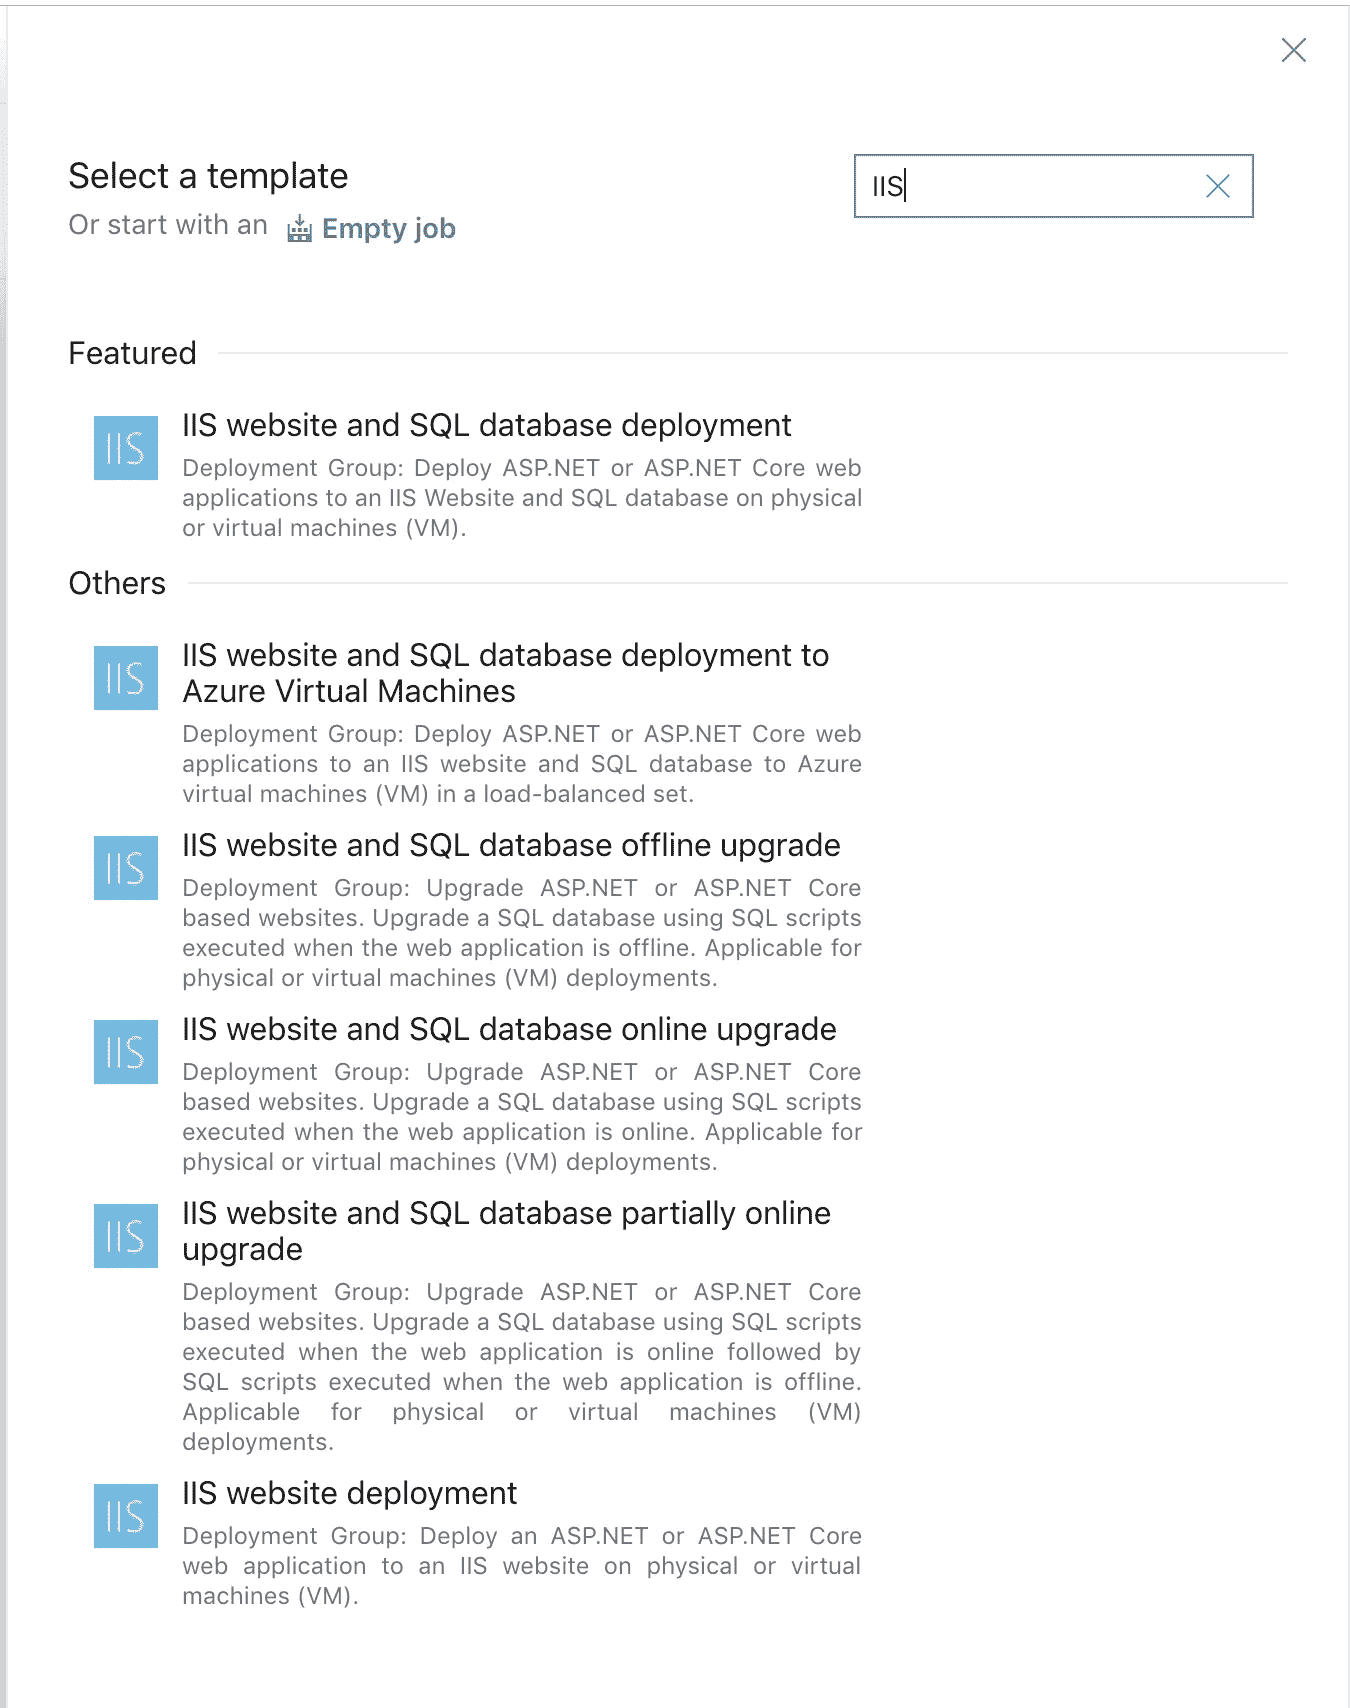 Select a template
IIS
Or start with an Empty job
Featured
IIS
IIS website and SQL database deployment
Deployment Group: Deploy ASP.NET or ASP.NET Core web
applications to an IIS Website and SQL database on physical
or virtual machines (VM).
Others
IIS
IIS website and SQL database deployment to
Azure Virtual Machines
Deployment Group: Deploy ASP.NET or ASP.NET Core web
applications to an IIS website and SQL database to Azure
virtual machines (VM) in a load-balanced set.
IIS
IIS website and SQL database offline upgrade
Deployment Group: Upgrade ASP.NET or ASP.NET Core
based websites. Upgrade a SQL database using SQL scripts
executed when the web application is offline. Applicable for
physical or virtual machines (VM) deployments.
IIS
IIS website and SQL database online upgrade
Deployment Group: Upgrade ASP.NET or ASP.NET Core
based websites. Upgrade a SQL database using SQL scripts
executed when the web application is online. Applicable for
physical or virtual machines (VM) deployments.
IIS
IIS website and SQL database partially online
upgrade
Deployment Group: Upgrade ASP.NET or ASP.NET Core
based websites. Upgrade a SQL database using SQL scripts
executed when the web application is online followed by
SQL scripts executed when the web application is offline.
Applicable for physical or virtual machines (VM)
deployments.
IIS
IIS website deployment
Deployment Group: Deploy an ASP.NET or ASP.NET Core
web application to an IIS website on physical or virtual
machines (VM).